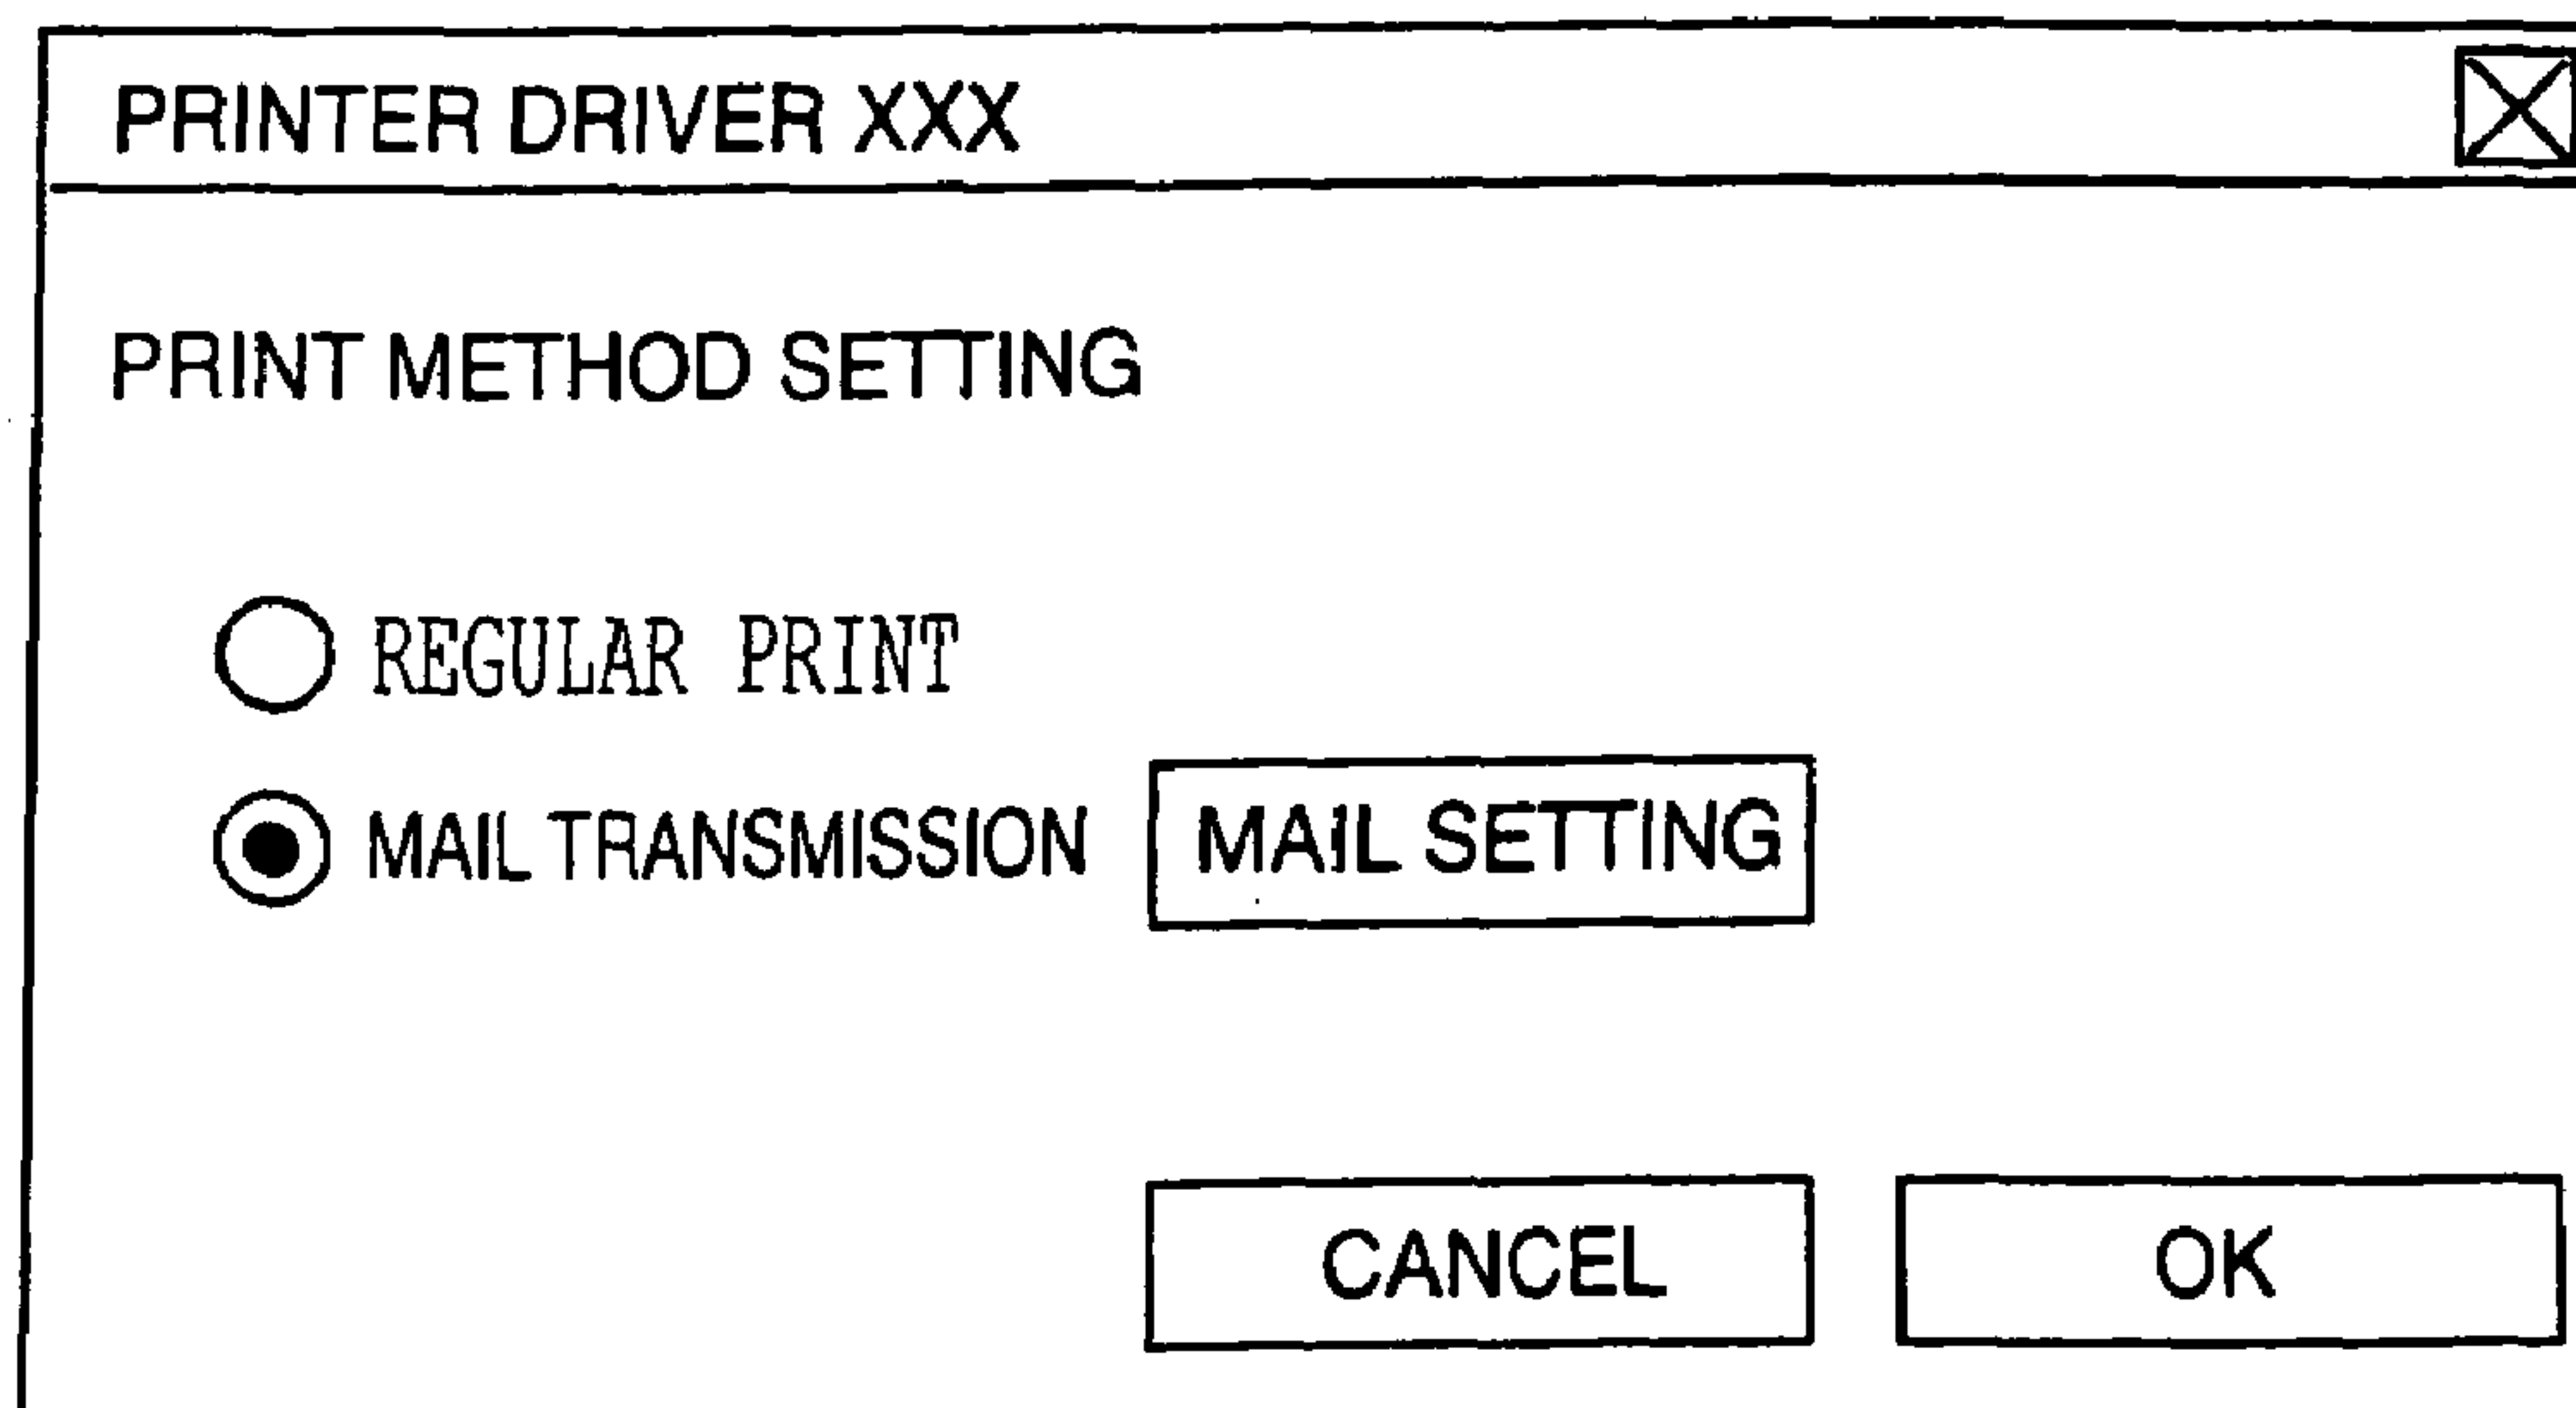 PRINTER DRIVER XXX
PRINT METHOD SETTING
REGULAR PRINT
MAIL TRANSMISSION MAIL SETTING
CANCEL OK